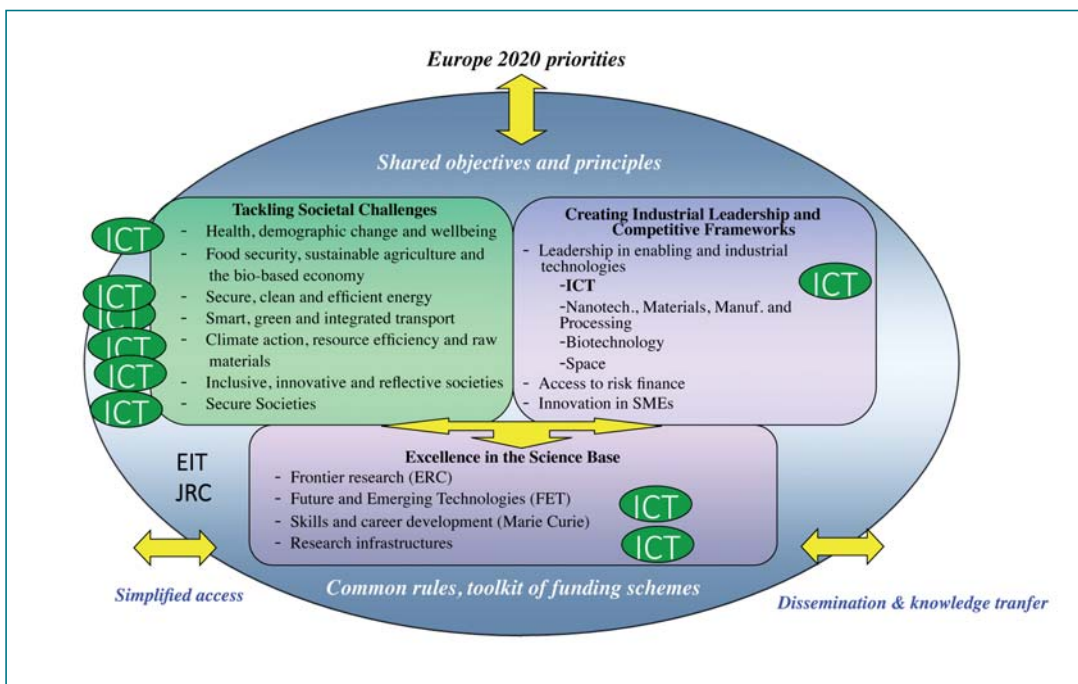 Europe 2020 priorities
Shared objectives and principles
Tackling Societal Challenges
- Health, demographic change and wellbeing
- Food security, sustainable agriculture and
the bio-based economy
- Secure, clean and efficient energy
- Smart, green and integrated transport
- Climate action, resource efficiency and raw
materials
- Inclusive, innovative and reflective societies
- Secure Societies
ICT
ICT
ICT
ICT
ICT
ICT
Creating Industrial Leadership and
Competitive Frameworks
- Leadership in enabling and industrial
technologies
-ICT
-Nanotech., Materials, Manuf. and
Processing
-Biotechnology
-Space
- Access to risk finance
- Innovation in SMEs
ICT
Excellence in the Science Base
- Frontier research (ERC)
- Future and Emerging Technologies (FET)
- Skills and career development (Marie Curie)
- Research infrastructures
ICT
ICT
EIT
JRC
Simplified access
Common rules, toolkit of funding schemes
Dissemination & knowledge tranfer